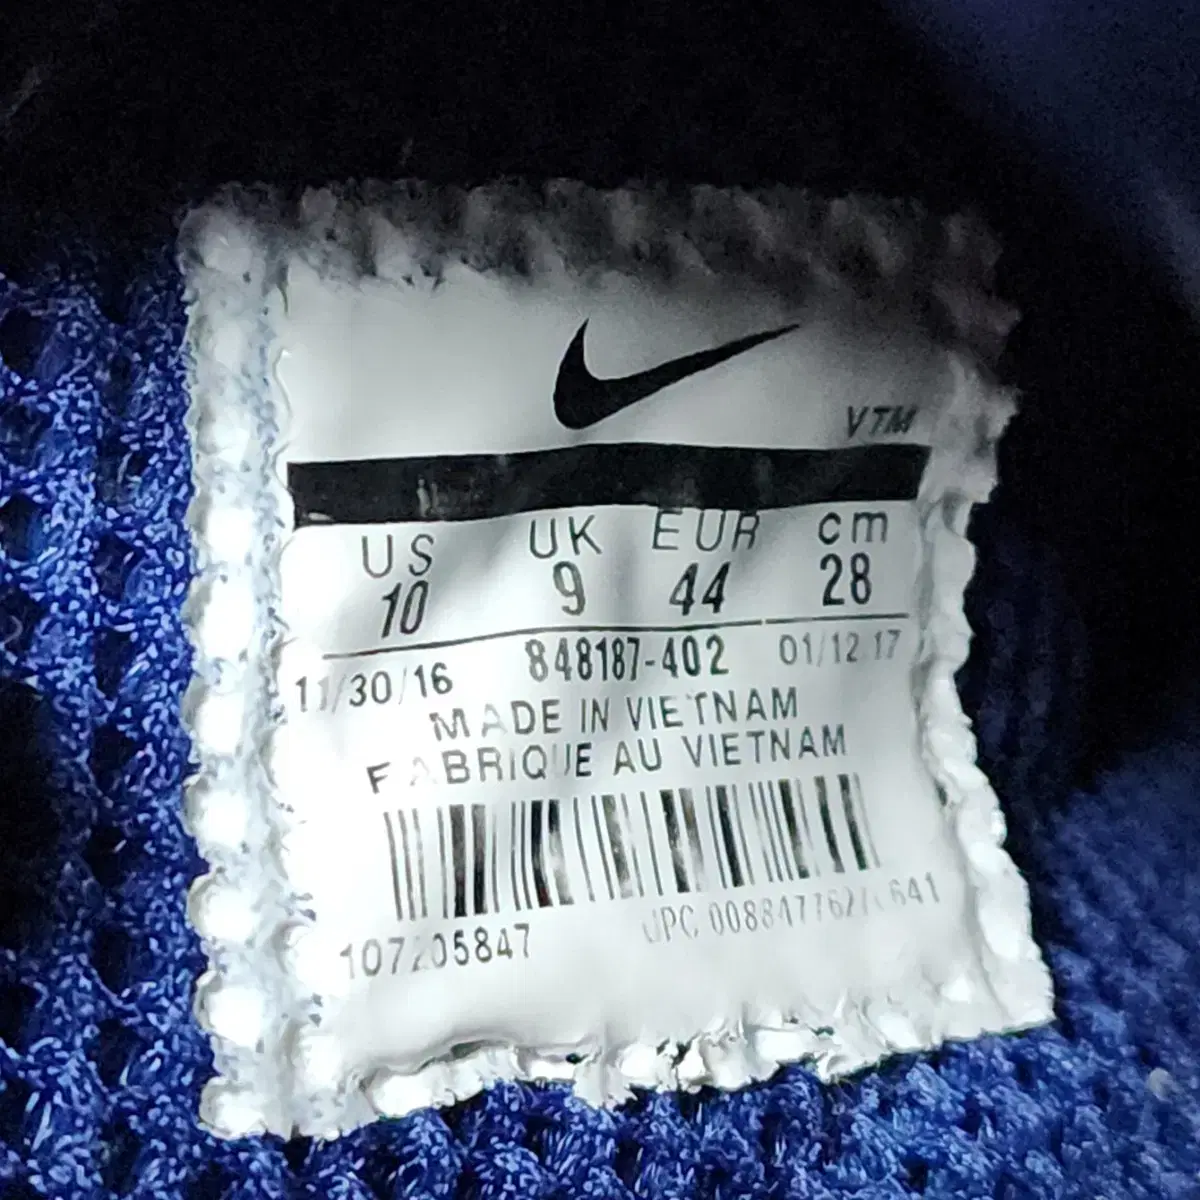 VTM
US UK EUR cm
10 9 44 28
11/30/16 848187-402 01/12 17
MADE IN VIETNAM
FABRIQUE AU VIETNAM
107205847 UPC